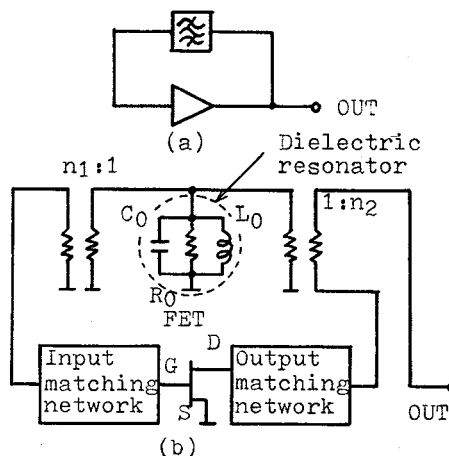 OUT
(a)
Dielectric
resonator
n1:1
1:n2
C0
L0
R0
FET
Input
matching
network
G
D
S
Output
matching
network
OUT
(b)